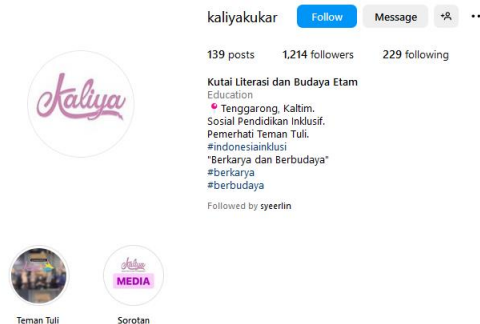 kaliyakukar Follow Message
139 posts 1,214 followers 229 following
Kutai Literasi dan Budaya Etam
Education
Tenggarong, Kaltim.
Sosial Pendidikan Inklusif.
Pemerhati Teman Tuli.
#indonesiainklusi
"Berkarya dan Berbudaya"
#berkarya
#berbudaya
Followed by syeerlin
Kaliya
Kaliya
MEDIA
Teman Tuli Sorotan